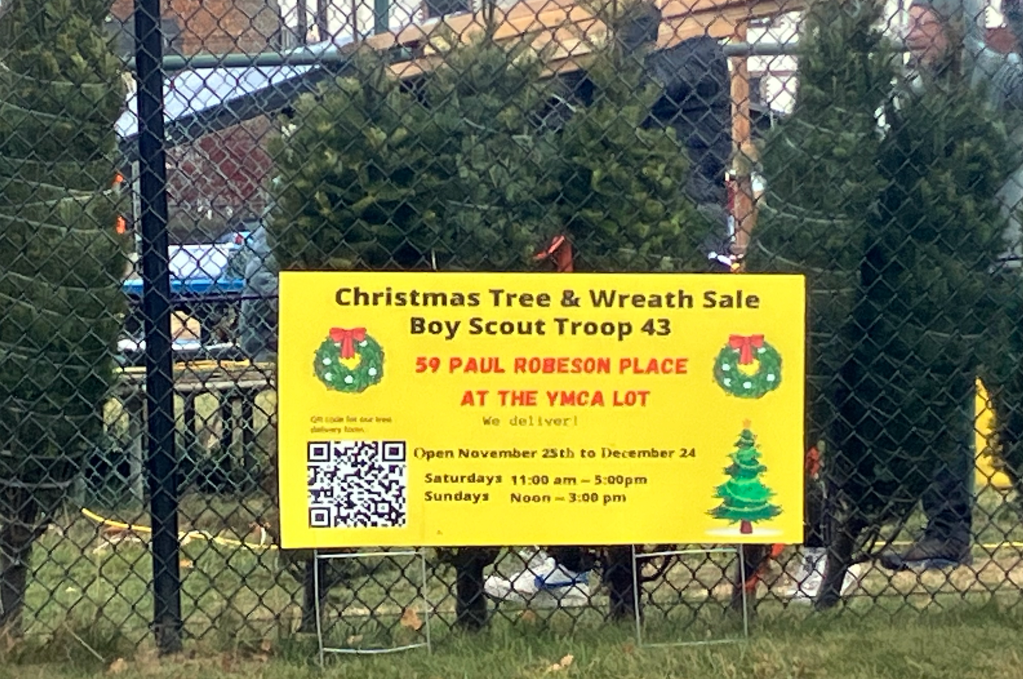 Christmas Tree & Wreath Sale
Boy Scout Troop 43
59 PAUL ROBESON PLACE
AT THE YMCA LOT
We deliver!
QR code for our tree
delivery form.
Open November 25th to December 24
Saturdays 11:00 am – 5:00pm
Sundays Noon – 3:00 pm